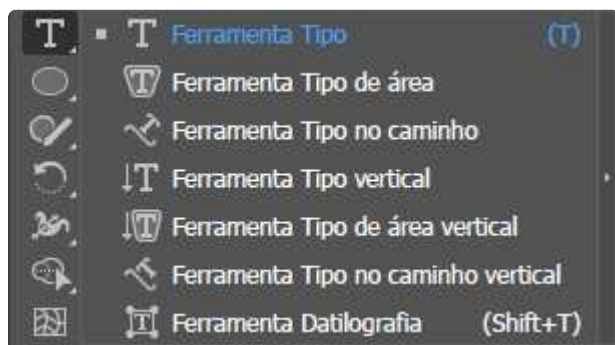 Ferramenta Tipo (T)
Ferramenta Tipo de área
Ferramenta Tipo no caminho
Ferramenta Tipo vertical
Ferramenta Tipo de área vertical
Ferramenta Tipo no caminho vertical
Ferramenta Datilografia (Shift+T)